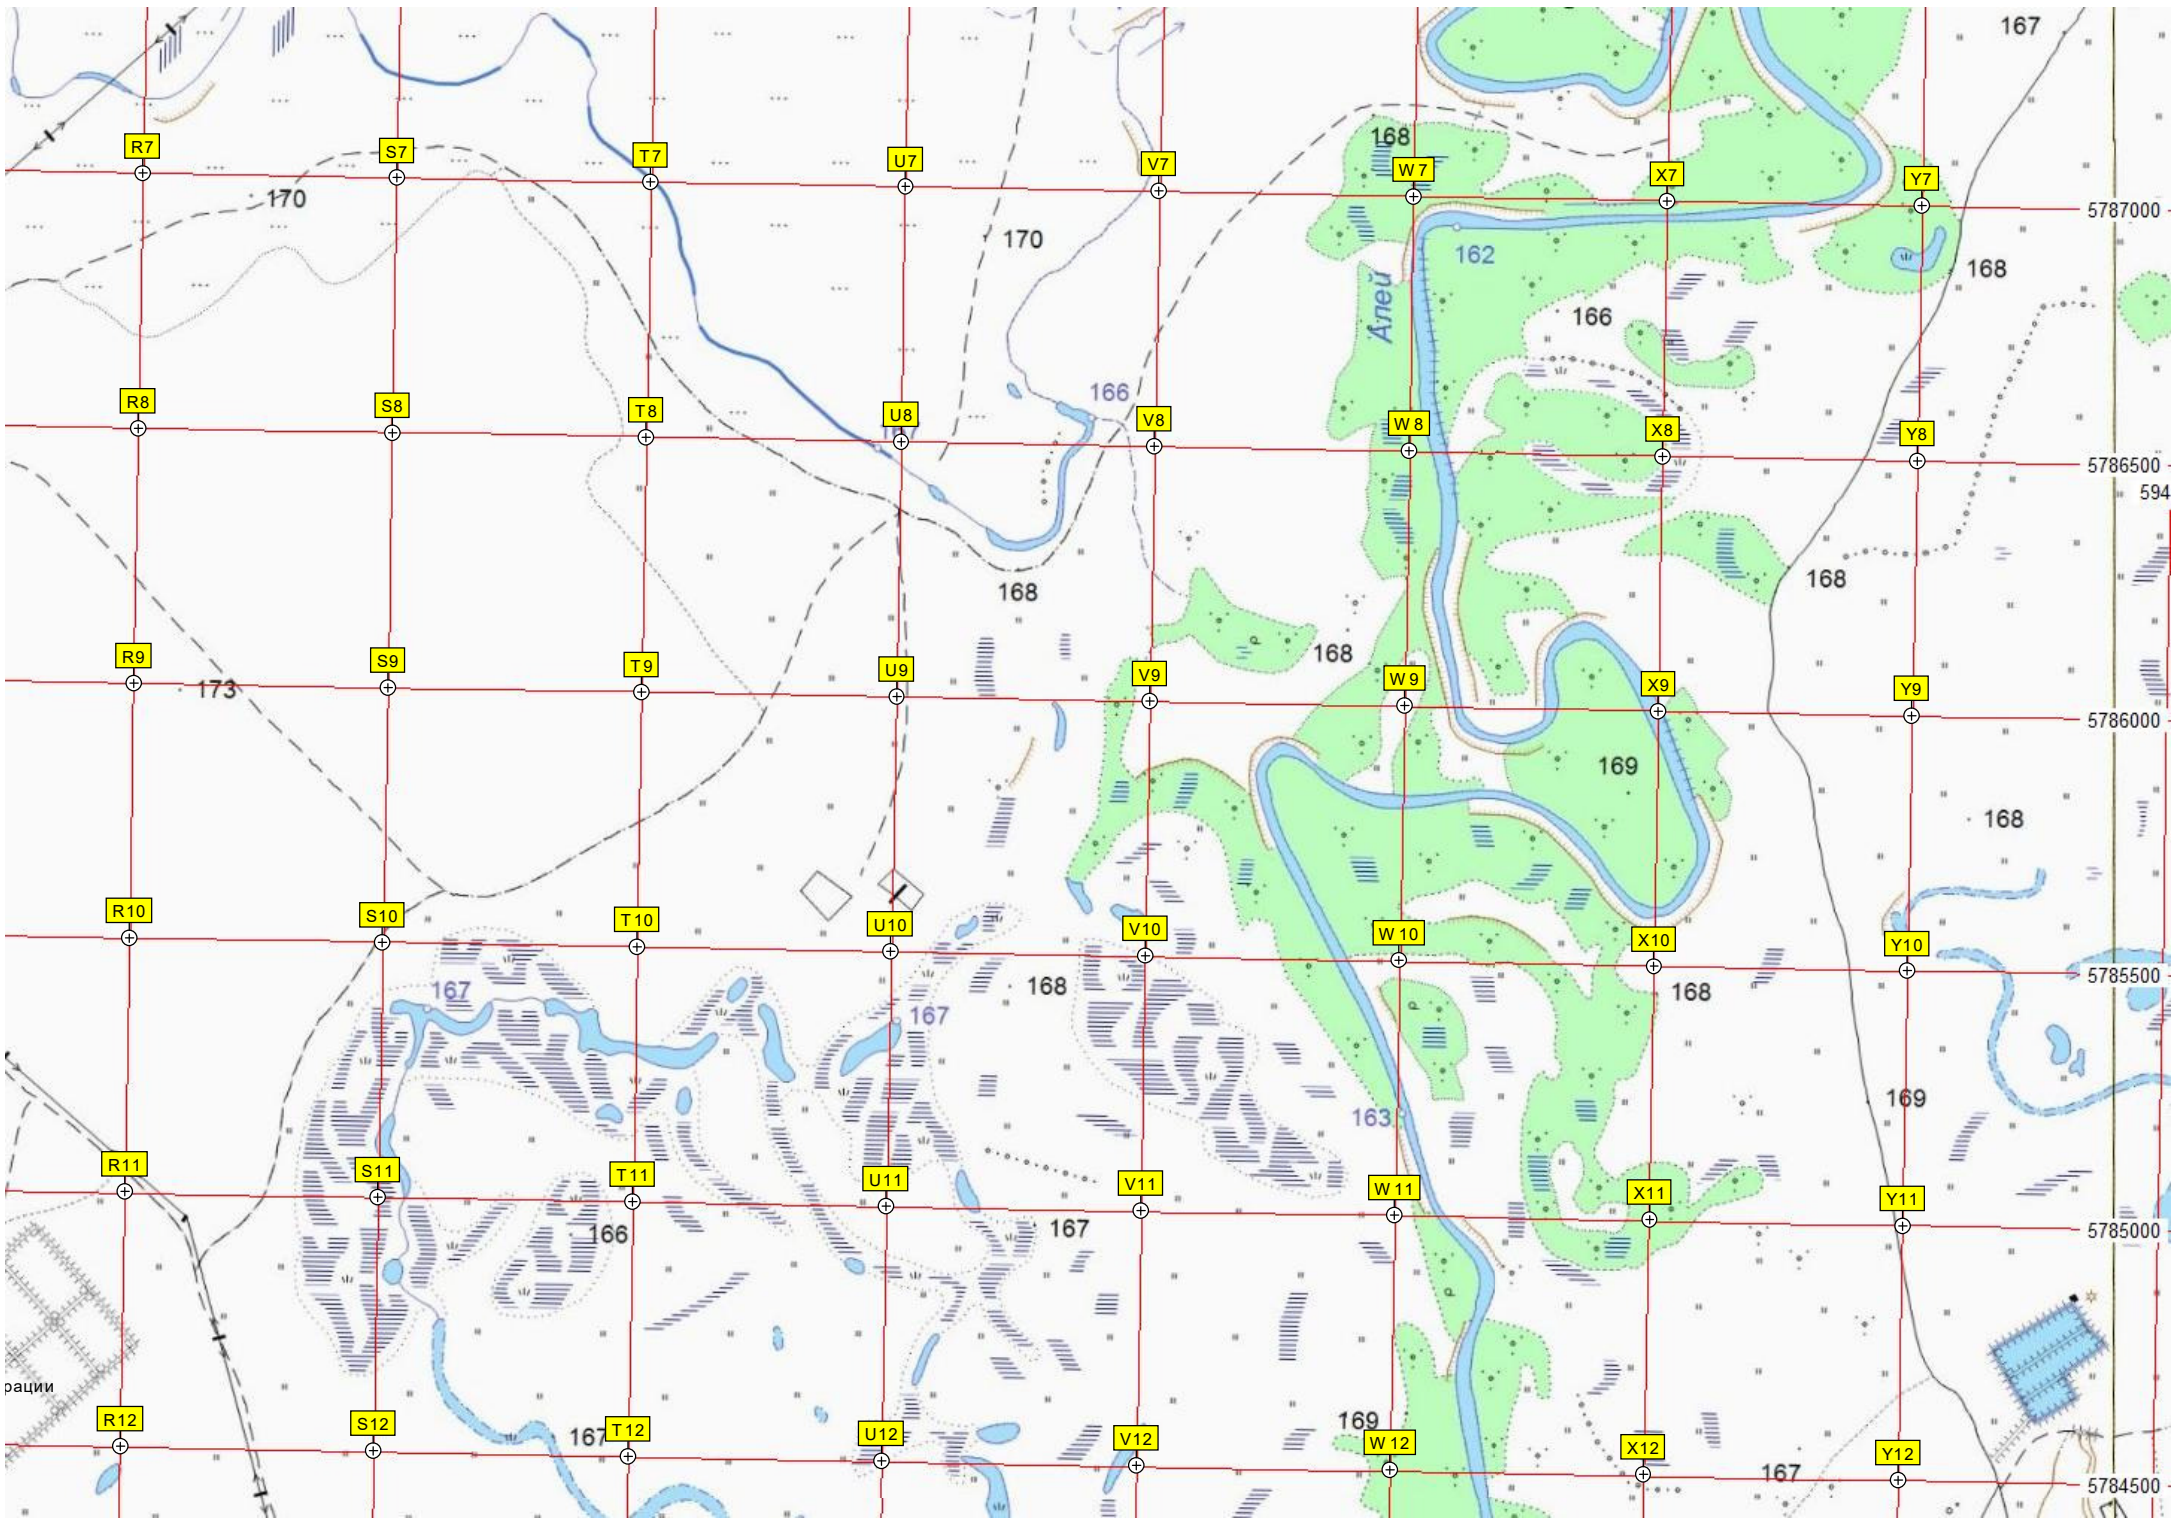 167
168
R7
S7
T7
U7
V7
W7
X7
Y7
170
5787000
170
162
168
Алей
166
166
R8
S8
T8
U8
V8
W8
X8
Y8
5786500
594
168
168
168
R9
S9
T9
U9
V9
W9
X9
Y9
173
5786000
169
168
R10
S10
T10
U10
V10
W10
X10
Y10
5785500
167
168
168
167
163
169
R11
S11
T11
U11
V11
W11
X11
Y11
166
167
5785000
рации
R12
S12
T12
U12
V12
W12
X12
Y12
167
169
167
5784500